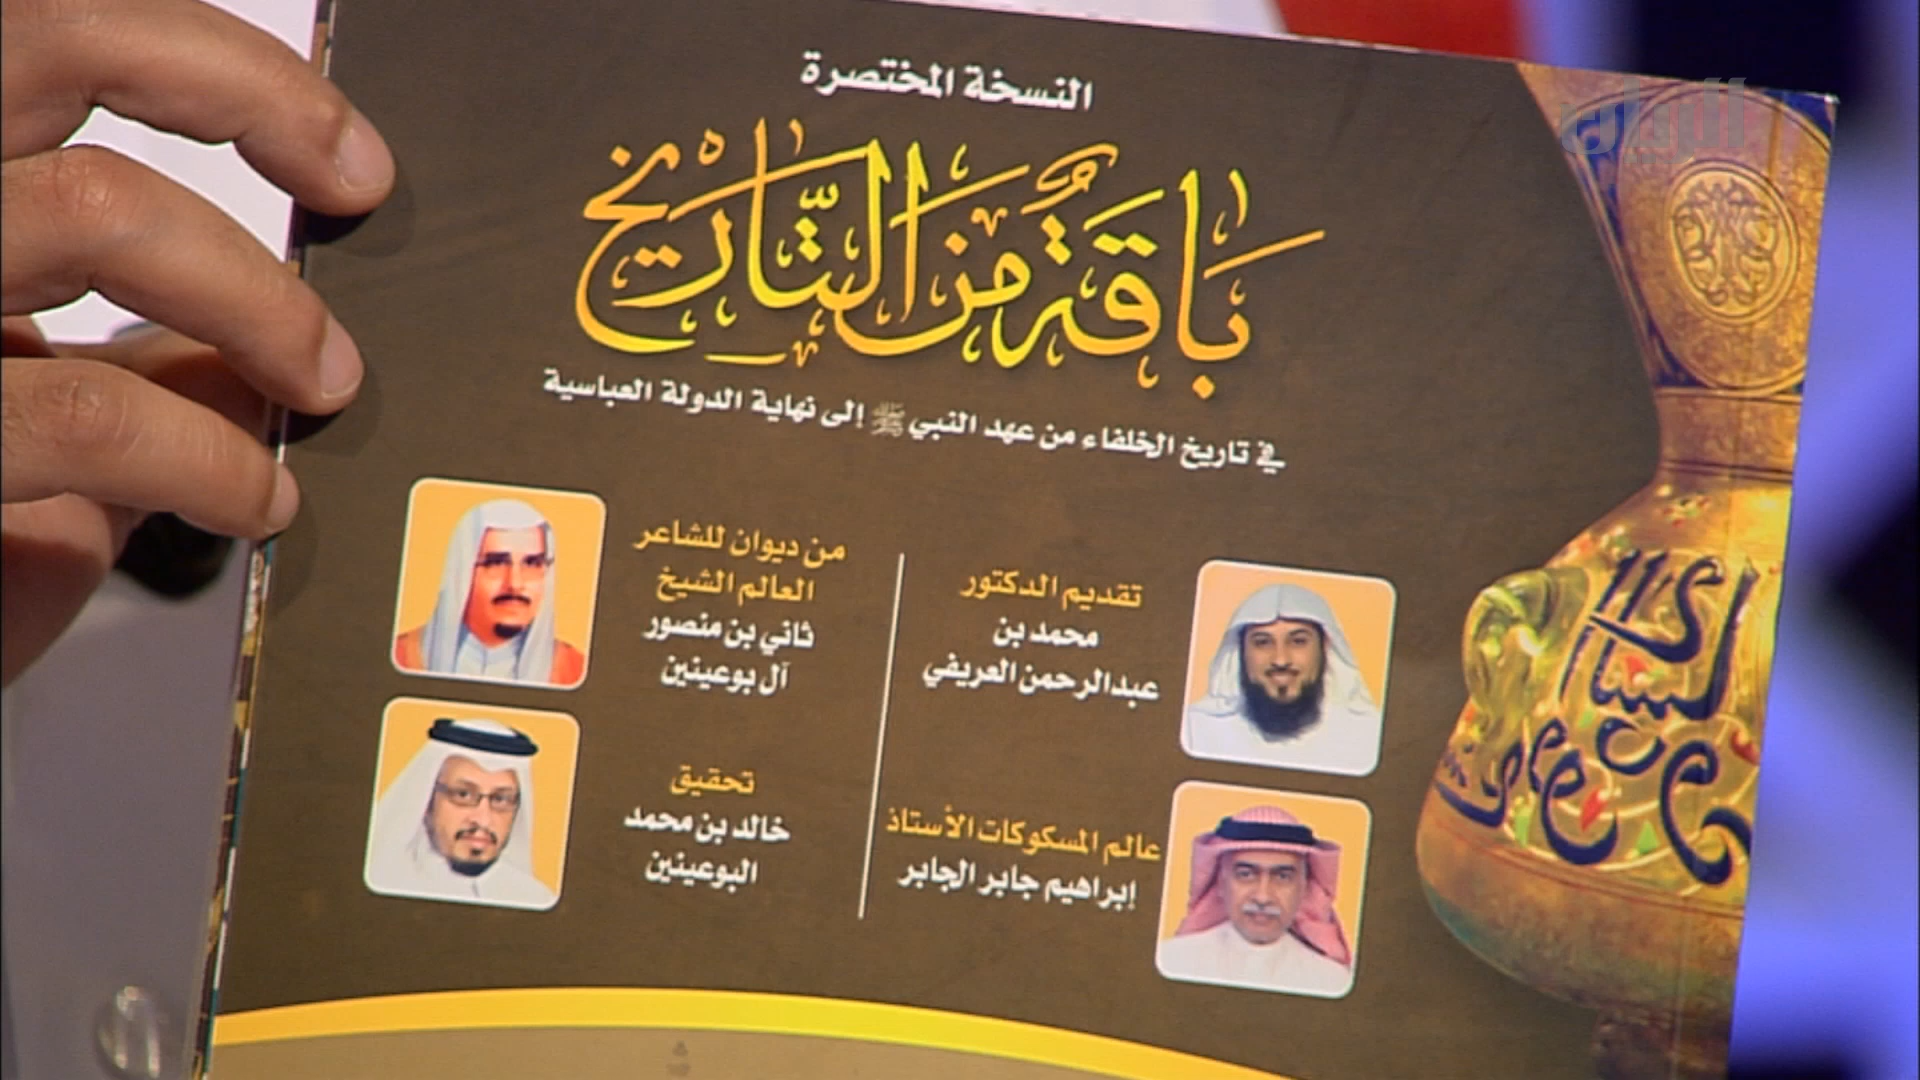 النسخة المختصرة
باقة من التاريخ
في تاريخ الخلفاء من عهد النبي ﷺ إلى نهاية الدولة العباسية
تقديم الدكتور
محمد بن
عبدالرحمن العريفي
عالم المسكوكات الأستاذ
إبراهيم جابر الجابر
من ديوان للشاعر
العالم الشيخ
ثاني بن منصور
آل بوعينين
تحقيق
خالد بن محمد
البوعينين
الريان